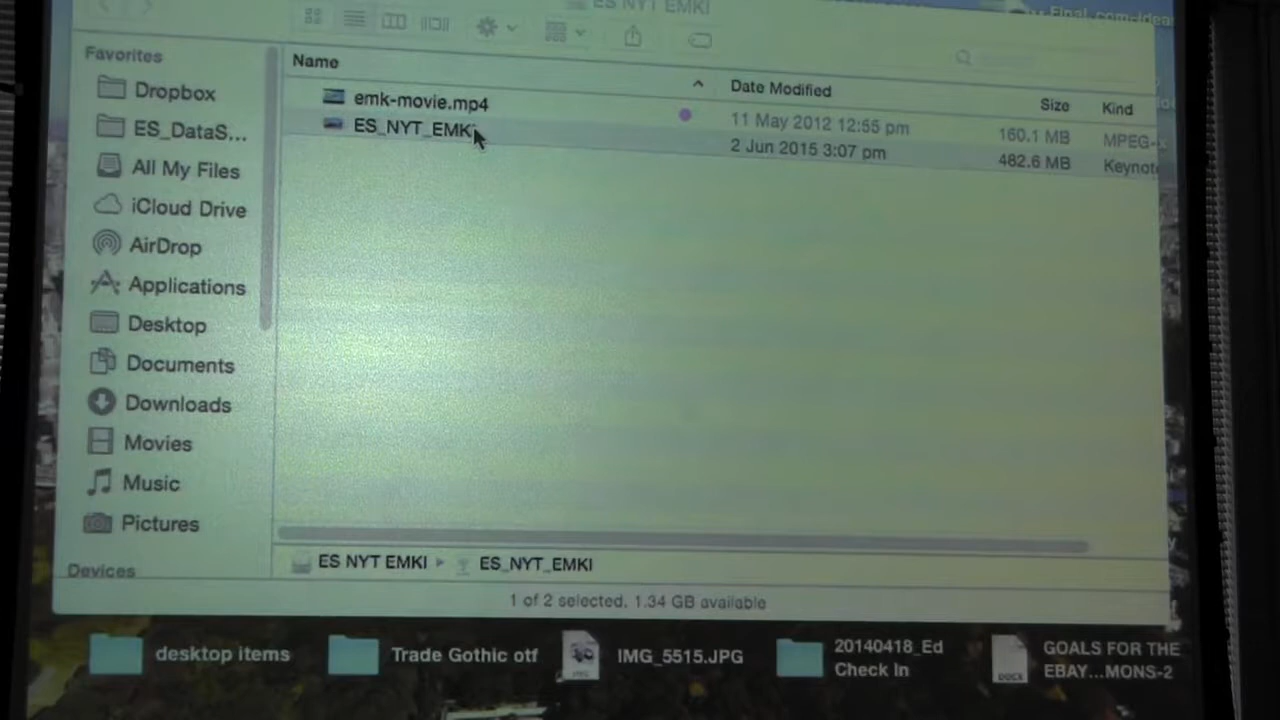 ES NYT EMKI
Final
Favorites
Dropbox
ES_DataS...
All My Files
iCloud Drive
AirDrop
Applications
Desktop
Documents
Downloads
Movies
Music
Pictures
Devices
Name Date Modified Size Kind
emk-movie.mp4 11 May 2012 12:55 pm 160.1 MB MPEG-
ES_NYT_EMKI 2 Jun 2015 3:07 pm 482.6 MB Keynote
ES NYT EMKI ES_NYT_EMKI
1 of 2 selected, 1.34 GB available
desktop items
Trade Gothic otf
IMG_5515.JPG
20140418_Ed
Check In
GOALS FOR THE
EBAY...MONS-2